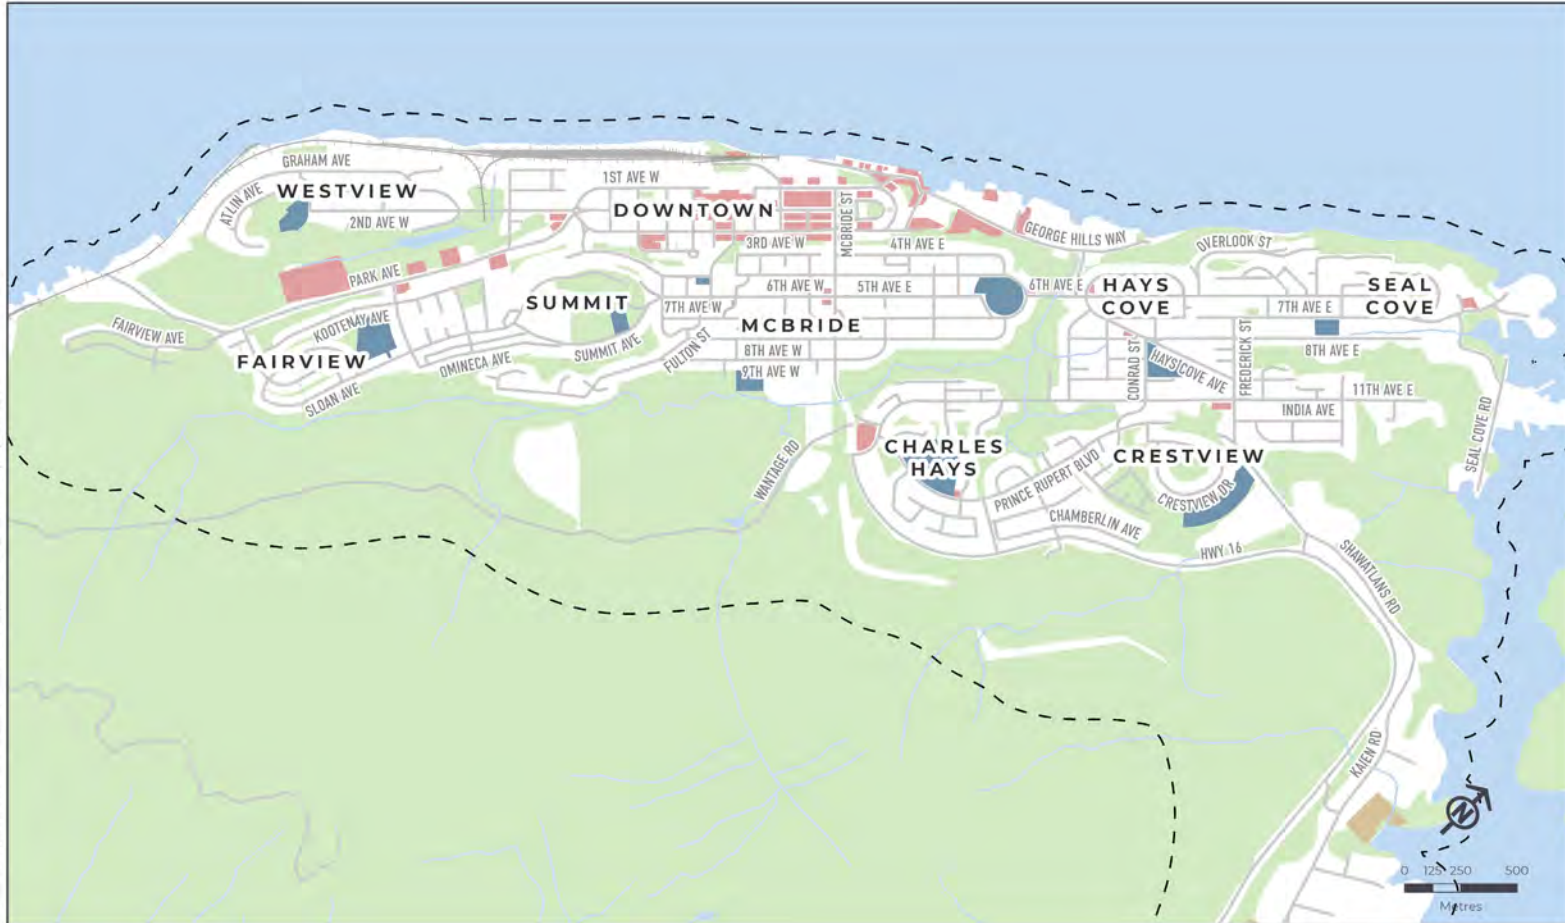 GRAHAM AVE
ATLIN AVE
WESTVIEW
2ND AVE W
1ST AVE W
DOWNTOWN
MCBRIDE ST
3RD AVE W
4TH AVE E
GEORGE HILLS WAY
OVERLOOK ST
PARK AVE
6TH AVE W
5TH AVE E
6TH AVE E
HAYS
COVE
SEAL
COVE
7TH AVE E
SUMMIT
7TH AVE W
MCBRIDE
FAIRVIEW AVE
KOOTENAY AVE
FAIRVIEW
OMINECA AVE
SUMMIT AVE
FULTON ST
8TH AVE W
9TH AVE W
CONRAD ST
HAYS COVE AVE
FREDERICK ST
8TH AVE E
11TH AVE E
INDIA AVE
SLOAN AVE
SEAL COVE RD
WANTAGE RD
CHARLES
HAYS
PRINCE RUPERT BLVD
CRESTVIEW
CRESTVIEW DR
CHAMBERLIN AVE
HWY 16
SHAWATLANS RD
KAIEN RD
N
0 125 250 500
Metres